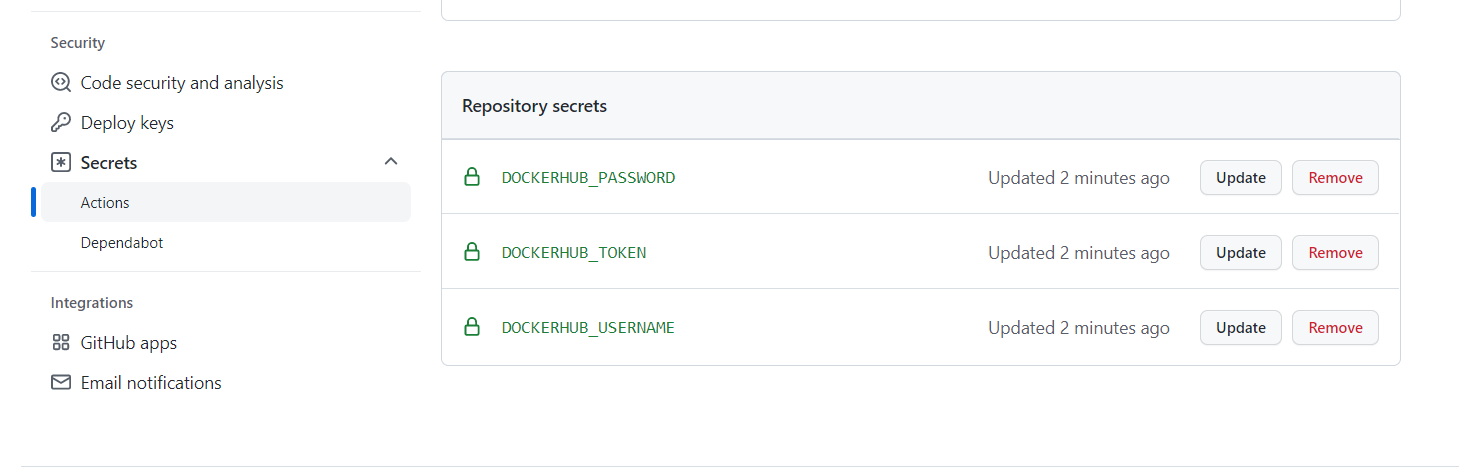 Security
Code security and analysis
Deploy keys
Secrets
Actions
Dependabot
Integrations
GitHub apps
Email notifications
Repository secrets
DOCKERHUB_PASSWORD Updated 2 minutes ago Update Remove
DOCKERHUB_TOKEN Updated 2 minutes ago Update Remove
DOCKERHUB_USERNAME Updated 2 minutes ago Update Remove